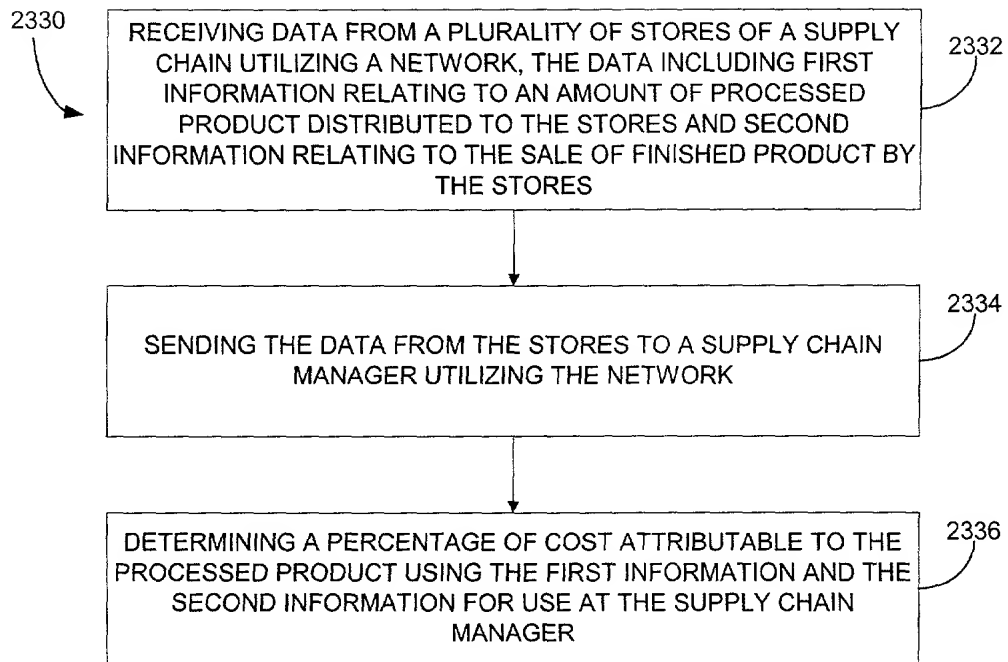 2330
RECEIVING DATA FROM A PLURALITY OF STORES OF A SUPPLY
CHAIN UTILIZING A NETWORK, THE DATA INCLUDING FIRST
INFORMATION RELATING TO AN AMOUNT OF PROCESSED
PRODUCT DISTRIBUTED TO THE STORES AND SECOND
INFORMATION RELATING TO THE SALE OF FINISHED PRODUCT BY
THE STORES
2332
SENDING THE DATA FROM THE STORES TO A SUPPLY CHAIN
MANAGER UTILIZING THE NETWORK
2334
DETERMINING A PERCENTAGE OF COST ATTRIBUTABLE TO THE
PROCESSED PRODUCT USING THE FIRST INFORMATION AND THE
SECOND INFORMATION FOR USE AT THE SUPPLY CHAIN
MANAGER
2336